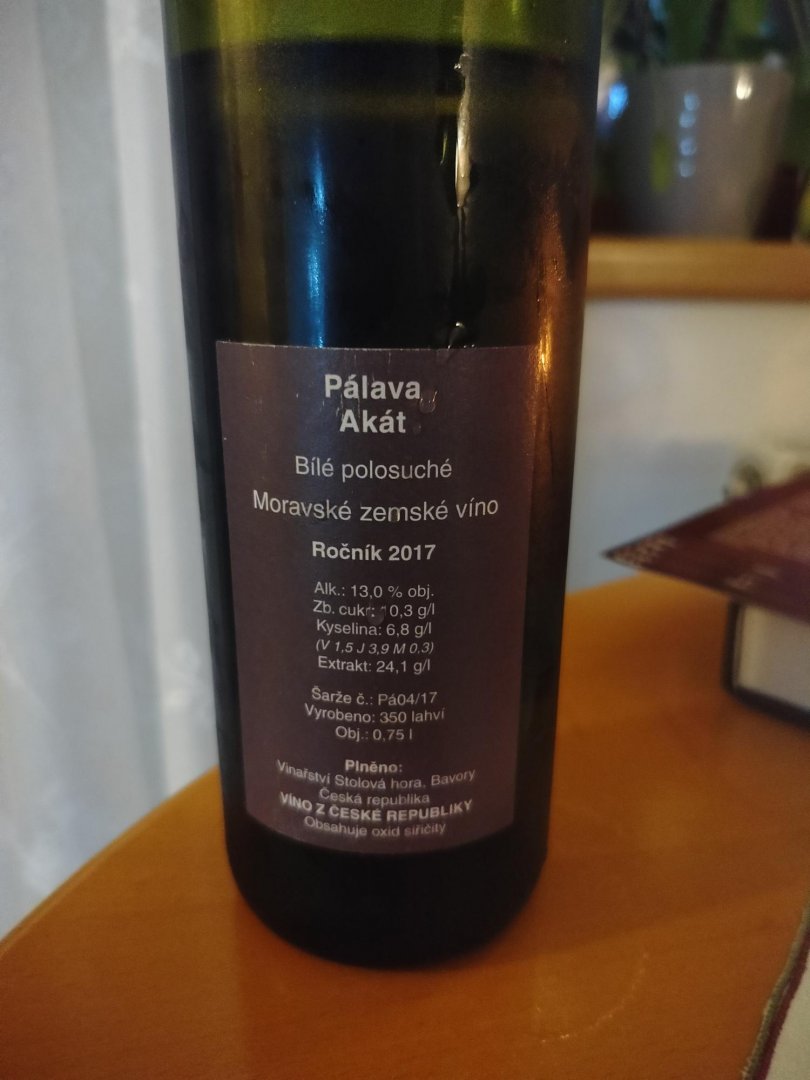 Pálava
Akát
Bílé polosuché
Moravské zemské víno
Ročník 2017
Alk.: 13,0 % obj.
Zb. cukr: 10,3 g/l
Kyselina: 6,8 g/l
(V 1,5 J 3,9 M 0,3)
Extrakt: 24,1 g/l
Šarže č.: Pá04/17
Vyrobeno: 350 lahví
Obj.: 0,75 l
Plněno:
Vinařství Stolová hora, Bavory
Česká republika
VÍNO Z ČESKÉ REPUBLIKY
Obsahuje oxid siřičitý